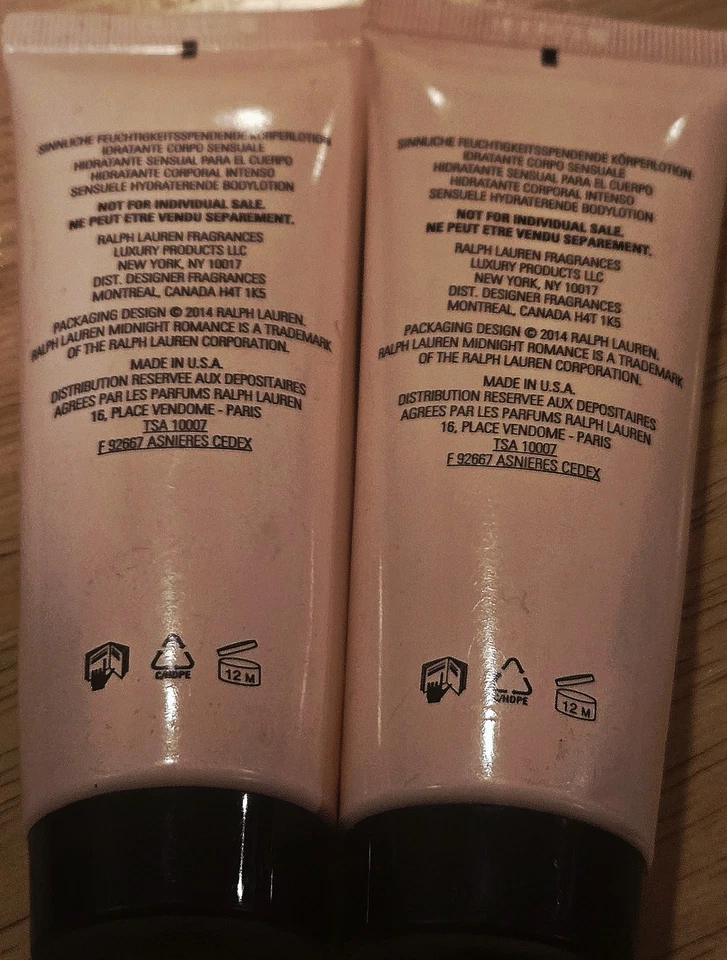 SINNLICHE FEUCHTIGKEITSSPENDENDE KÖRPERLOTION
IDRATANTE CORPO SENSUALE
HIDRATANTE SENSUAL PARA EL CUERPO
HIDRATANTE CORPORAL INTENSO
SENSUELE HYDRATERENDE BODYLOTION
NOT FOR INDIVIDUAL SALE.
NE PEUT ETRE VENDU SEPAREMENT.
RALPH LAUREN FRAGRANCES
LUXURY PRODUCTS LLC
NEW YORK, NY 10017
DIST. DESIGNER FRAGRANCES
MONTREAL, CANADA H4T 1K5
PACKAGING DESIGN © 2014 RALPH LAUREN.
RALPH LAUREN MIDNIGHT ROMANCE IS A TRADEMARK
OF THE RALPH LAUREN CORPORATION.
MADE IN U.S.A.
DISTRIBUTION RESERVEE AUX DEPOSITAIRES
AGREES PAR LES PARFUMS RALPH LAUREN
16, PLACE VENDOME - PARIS
TSA 10007
F 92667 ASNIERES CEDEX
C/HDPE
12 M
SINNLICHE FEUCHTIGKEITSSPENDENDE KÖRPERLOTION
IDRATANTE CORPO SENSUALE
HIDRATANTE SENSUAL PARA EL CUERPO
HIDRATANTE CORPORAL INTENSO
SENSUELE HYDRATERENDE BODYLOTION
NOT FOR INDIVIDUAL SALE.
NE PEUT ETRE VENDU SEPAREMENT.
RALPH LAUREN FRAGRANCES
LUXURY PRODUCTS LLC
NEW YORK, NY 10017
DIST. DESIGNER FRAGRANCES
MONTREAL, CANADA H4T 1K5
PACKAGING DESIGN © 2014 RALPH LAUREN.
RALPH LAUREN MIDNIGHT ROMANCE IS A TRADEMARK
OF THE RALPH LAUREN CORPORATION.
MADE IN U.S.A.
DISTRIBUTION RESERVEE AUX DEPOSITAIRES
AGREES PAR LES PARFUMS RALPH LAUREN
16, PLACE VENDOME - PARIS
TSA 10007
F 92667 ASNIERES CEDEX
C/HDPE
12 M